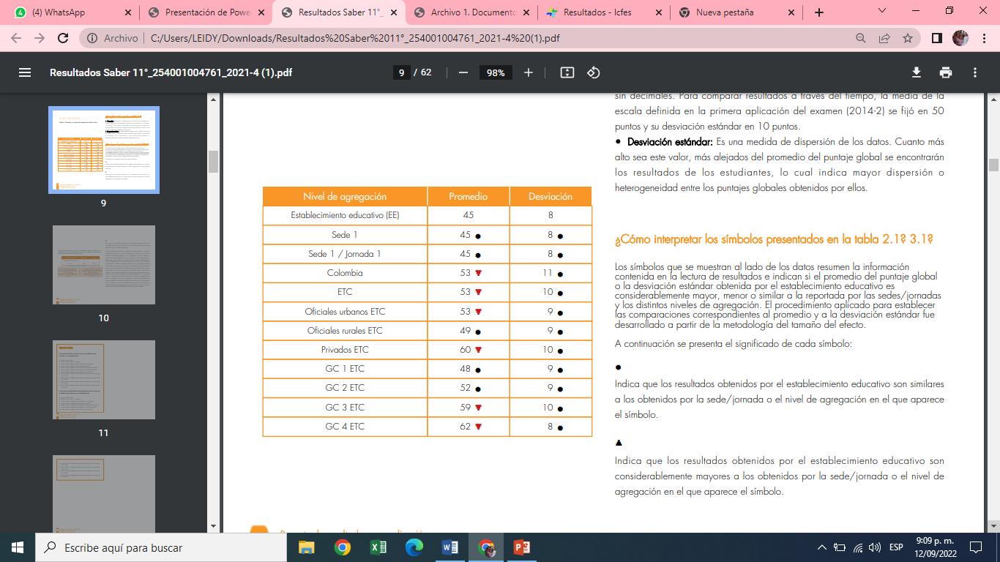 (4) WhatsApp
Presentación de Power
Resultados Saber 11°_
Archivo 1. Documento
Resultados - Icfes
Nueva pestaña
Archivo
C:/Users/LEIDY/Downloads/Resultados%20Saber%2011°_254001004761_2021-4%20(1).pdf
Resultados Saber 11°_254001004761_2021-4 (1).pdf
9 / 62
98%
9
10
11
sin decimales. Para comparar resultados a través del tiempo, la media de la
escala definida en la primera aplicación del examen (2014-2) se fijó en 50
puntos y su desviación estándar en 10 puntos.
● Desviación estándar: Es una medida de dispersión de los datos. Cuanto más
alto sea este valor, más alejados del promedio del puntaje global se encontrarán
los resultados de los estudiantes, lo cual indica mayor dispersión o
heterogeneidad entre los puntajes globales obtenidos por ellos.
Nivel de agregación Promedio Desviación
Establecimiento educativo (EE) 45 8
Sede 1 45 ● 8 ●
Sede 1 / Jornada 1 45 ● 8 ●
Colombia 53 ▼ 11 ●
ETC 53 ▼ 10 ●
Oficiales urbanos ETC 53 ▼ 9 ●
Oficiales rurales ETC 49 ● 9 ●
Privados ETC 60 ▼ 10 ●
GC 1 ETC 48 ● 9 ●
GC 2 ETC 52 ● 9 ●
GC 3 ETC 59 ▼ 10 ●
GC 4 ETC 62 ▼ 8 ●
¿Cómo interpretar los símbolos presentados en la tabla 2.1? 3.1?
Los símbolos que se muestran al lado de los datos resumen la información
contenida en la lectura de resultados e indican si el promedio del puntaje global
o la desviación estándar obtenida por el establecimiento educativo es
considerablemente mayor, menor o similar a la reportada por las sedes/jornadas
y los distintos niveles de agregación. El procedimiento aplicado para establecer
las comparaciones correspondientes al promedio y a la desviación estándar fue
desarrollado a partir de la metodología del tamaño del efecto.
A continuación se presenta el significado de cada símbolo:
●
Indica que los resultados obtenidos por el establecimiento educativo son similares
a los obtenidos por la sede/jornada o el nivel de agregación en el que aparece
el símbolo.
▲
Indica que los resultados obtenidos por el establecimiento educativo son
considerablemente mayores a los obtenidos por la sede/jornada o el nivel de
agregación en el que aparece el símbolo.
Escribe aquí para buscar
ESP
9:09 p. m.
12/09/2022